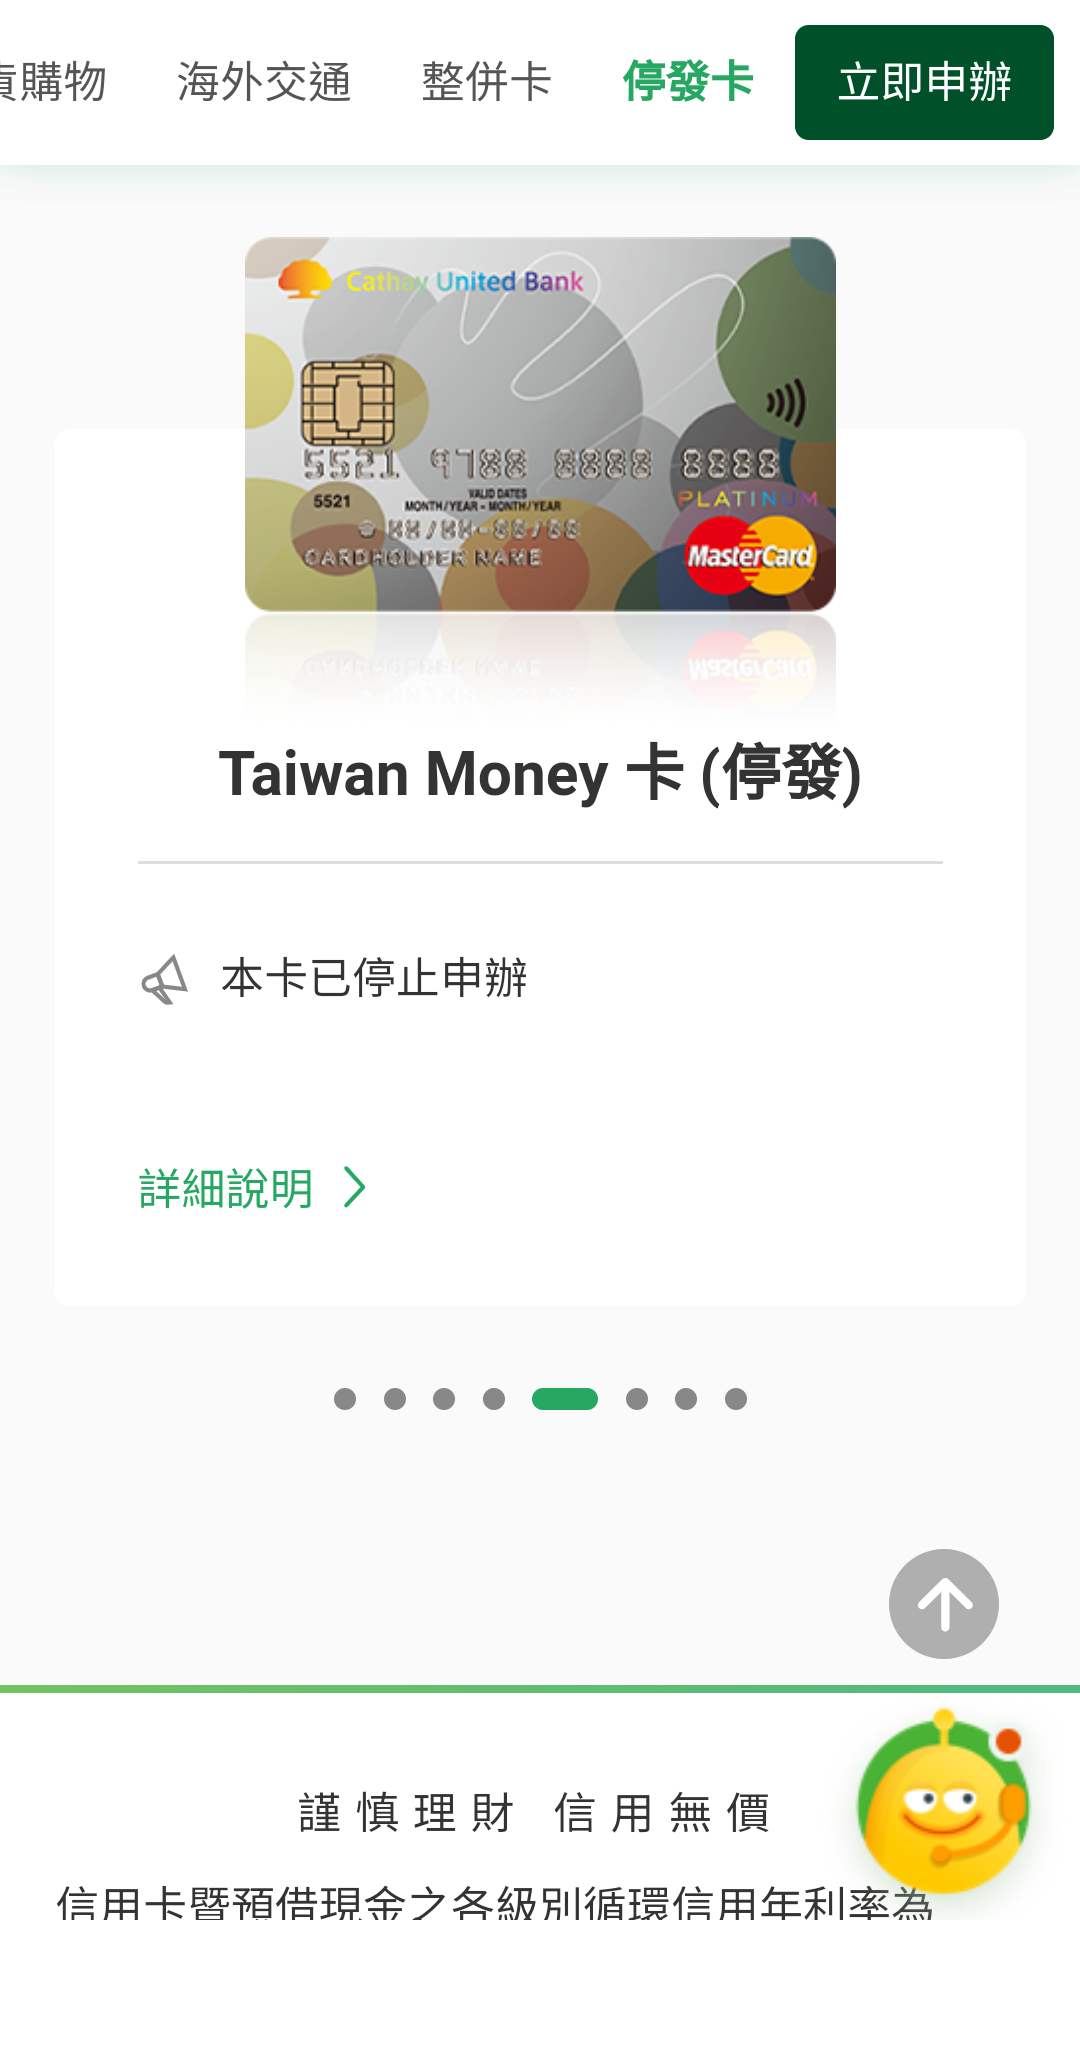 購物 海外交通 整併卡 停發卡 立即申辦
Cathay United Bank
5521 9788 8888 8888
5521
VALID DATES
MONTH/YEAR - MONTH/YEAR
PLATINUM
88/88-88/88
CARDHOLDER NAME
MasterCard
Taiwan Money 卡 (停發)
本卡已停止申辦
詳細說明
謹慎理財 信用無價
信用卡暨預借現金之各級別循環信用年利率為